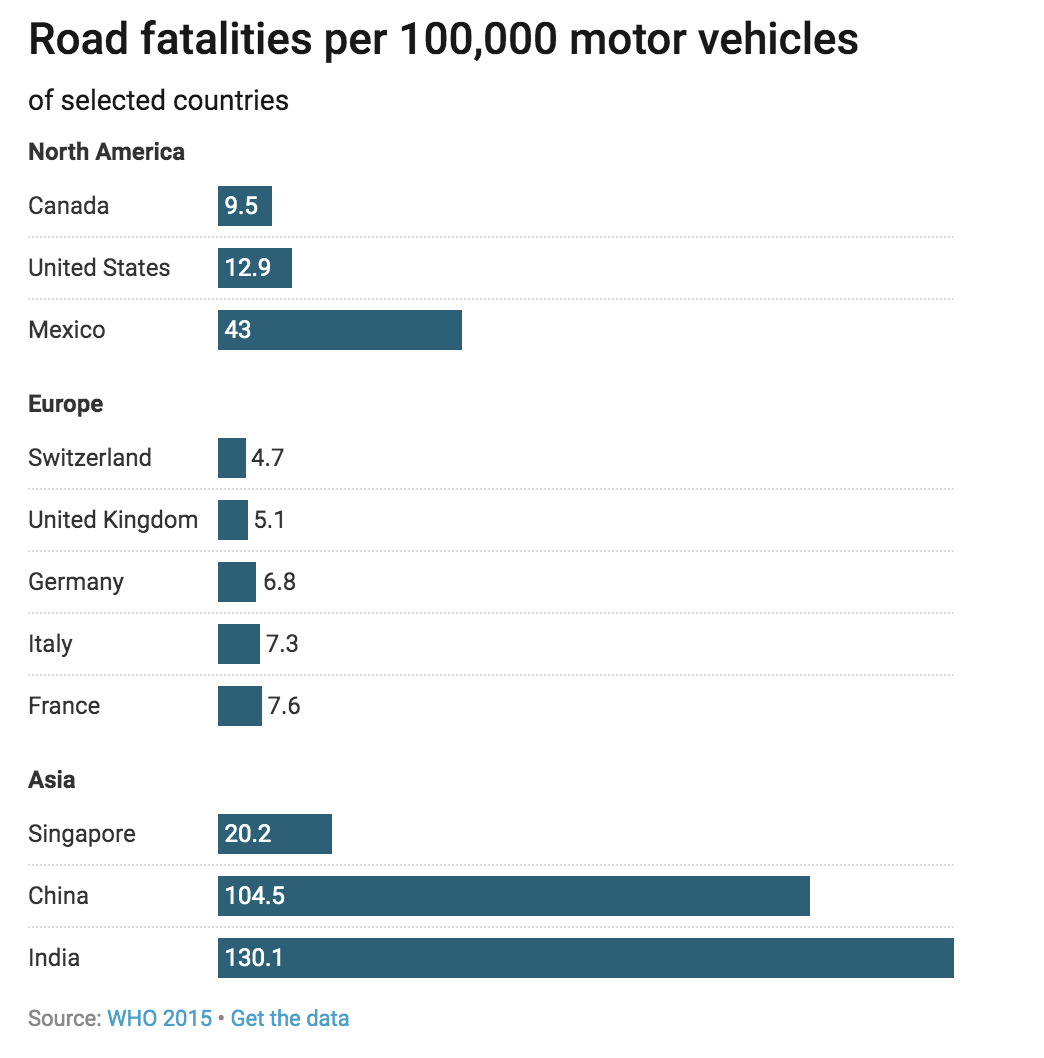 Road fatalities per 100,000 motor vehicles
of selected countries
North America
Canada 9.5
United States 12.9
Mexico 43
Europe
Switzerland 4.7
United Kingdom 5.1
Germany 6.8
Italy 7.3
France 7.6
Asia
Singapore 20.2
China 104.5
India 130.1
Source: WHO 2015 • Get the data